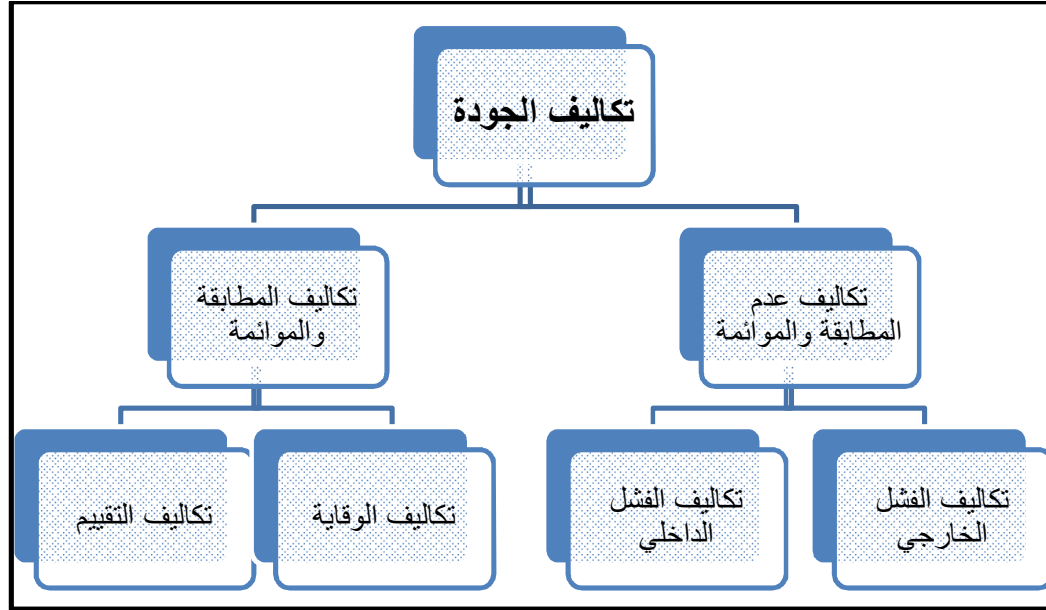 تكاليف الجودة
تكاليف عدم
المطابقة والموائمة
تكاليف المطابقة
والموائمة
تكاليف الفشل
الخارجي
تكاليف الفشل
الداخلي
تكاليف الوقاية
تكاليف التقييم